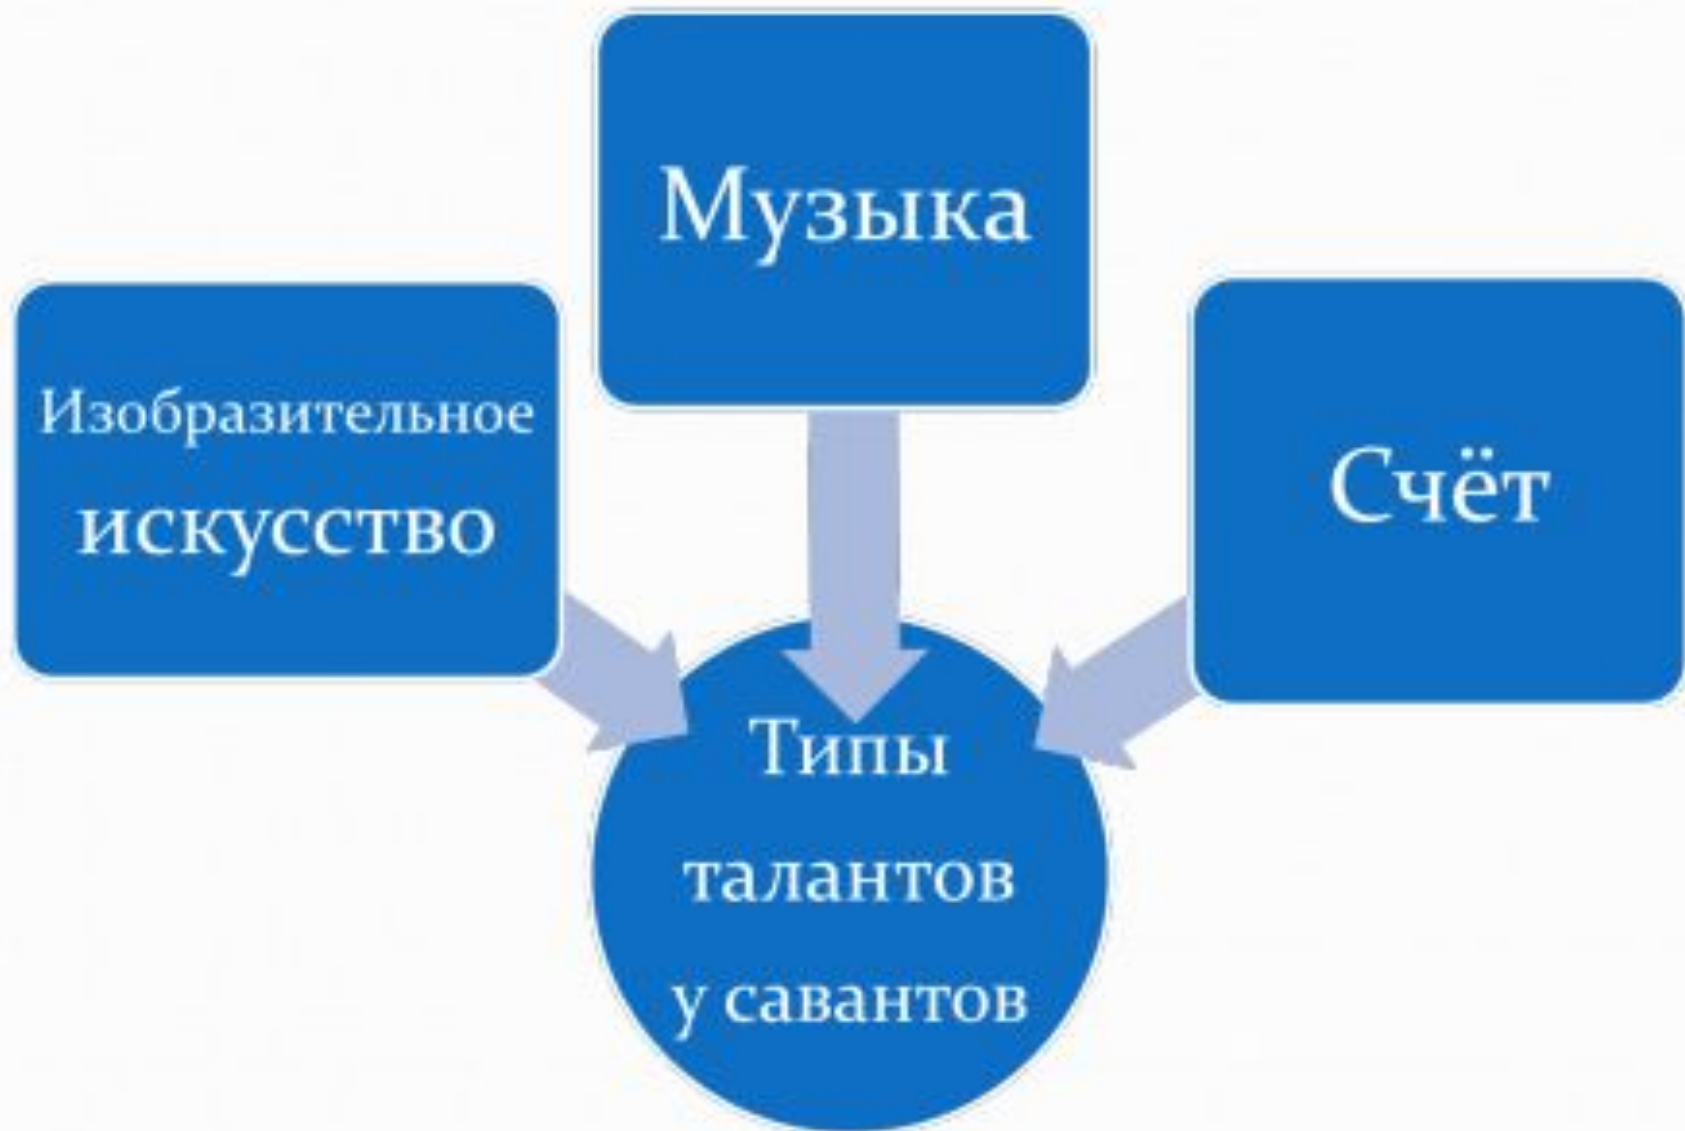 Музыка
Изобразительное
искусство
Счёт
Типы
талантов
у савантов